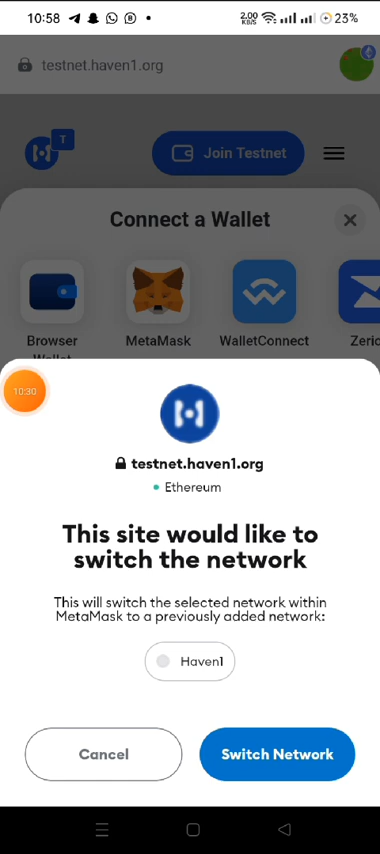 10:58
2.00 KB/S
23%
testnet.haven1.org
T
Join Testnet
Connect a Wallet
Browser Wallet
MetaMask
WalletConnect
Zeri
10:30
testnet.haven1.org
Ethereum
This site would like to
switch the network
This will switch the selected network within
MetaMask to a previously added network:
Haven1
Cancel
Switch Network